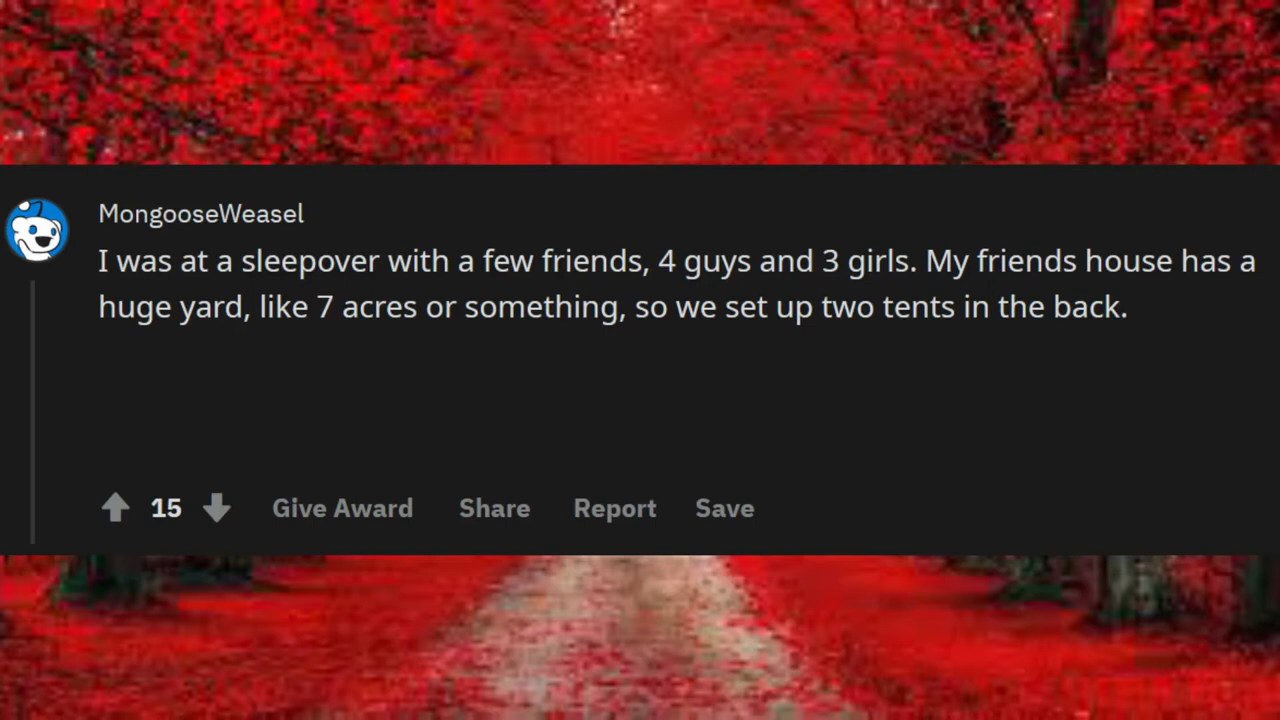 MongooseWeasel
I was at a sleepover with a few friends, 4 guys and 3 girls. My friends house has a
huge yard, like 7 acres or something, so we set up two tents in the back.
15 Give Award Share Report Save